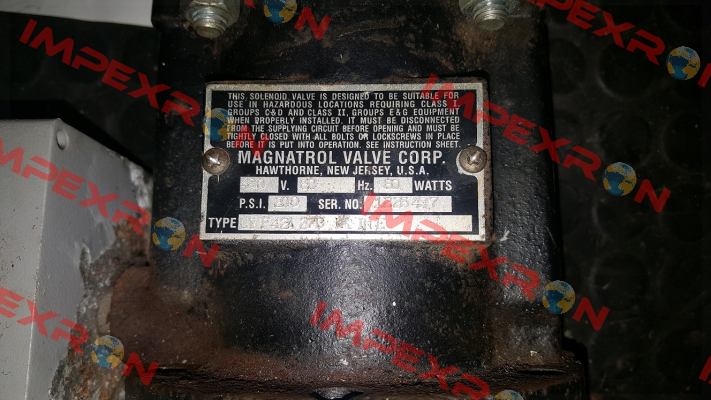 THIS SOLENOID VALVE IS DESIGNED TO BE SUITABLE FOR
USE IN HAZARDOUS LOCATIONS REQUIRING CLASS I,
GROUPS C&D AND CLASS II, GROUPS E&G EQUIPMENT
WHEN PROPERLY INSTALLED. IT MUST BE DISCONNECTED
FROM THE SUPPLYING CIRCUIT BEFORE OPENING AND MUST BE
TIGHTLY CLOSED WITH ALL BOLTS OR LOCKSCREWS IN PLACE
BEFORE IT IS PUT INTO OPERATION. SEE INSTRUCTION SHEET.
MAGNATROL VALVE CORP.
HAWTHORNE, NEW JERSEY, U.S.A.
V. Hz. WATTS
P.S.I. 100 SER. NO.
TYPE
IMPEXRON
IMPEXRON
IMPEXRON
IMPEXRON
IMPEXRON
IMPEXRON
IMPEXRON